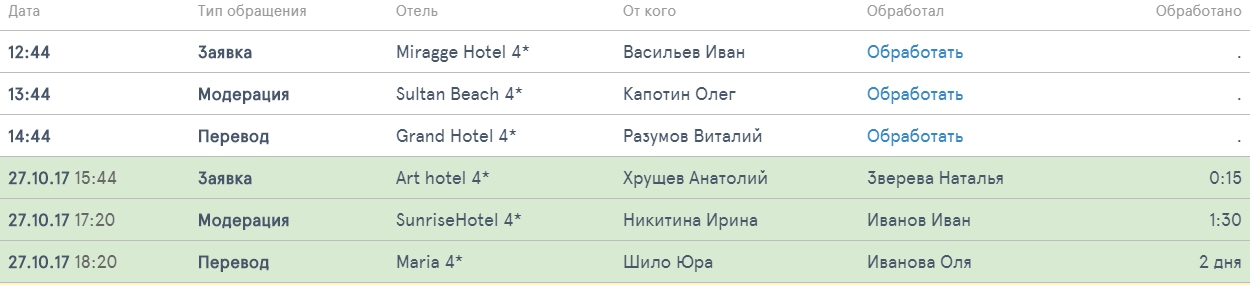 Дата Тип обращения Отель От кого Обработал Обработано
12:44 Заявка Miragge Hotel 4* Васильев Иван Обработать .
13:44 Модерация Sultan Beach 4* Капотин Олег Обработать .
14:44 Перевод Grand Hotel 4* Разумов Виталий Обработать .
27.10.17 15:44 Заявка Art hotel 4* Хрущев Анатолий Зверева Наталья 0:15
27.10.17 17:20 Модерация SunriseHotel 4* Никитина Ирина Иванов Иван 1:30
27.10.17 18:20 Перевод Maria 4* Шило Юра Иванова Оля 2 дня